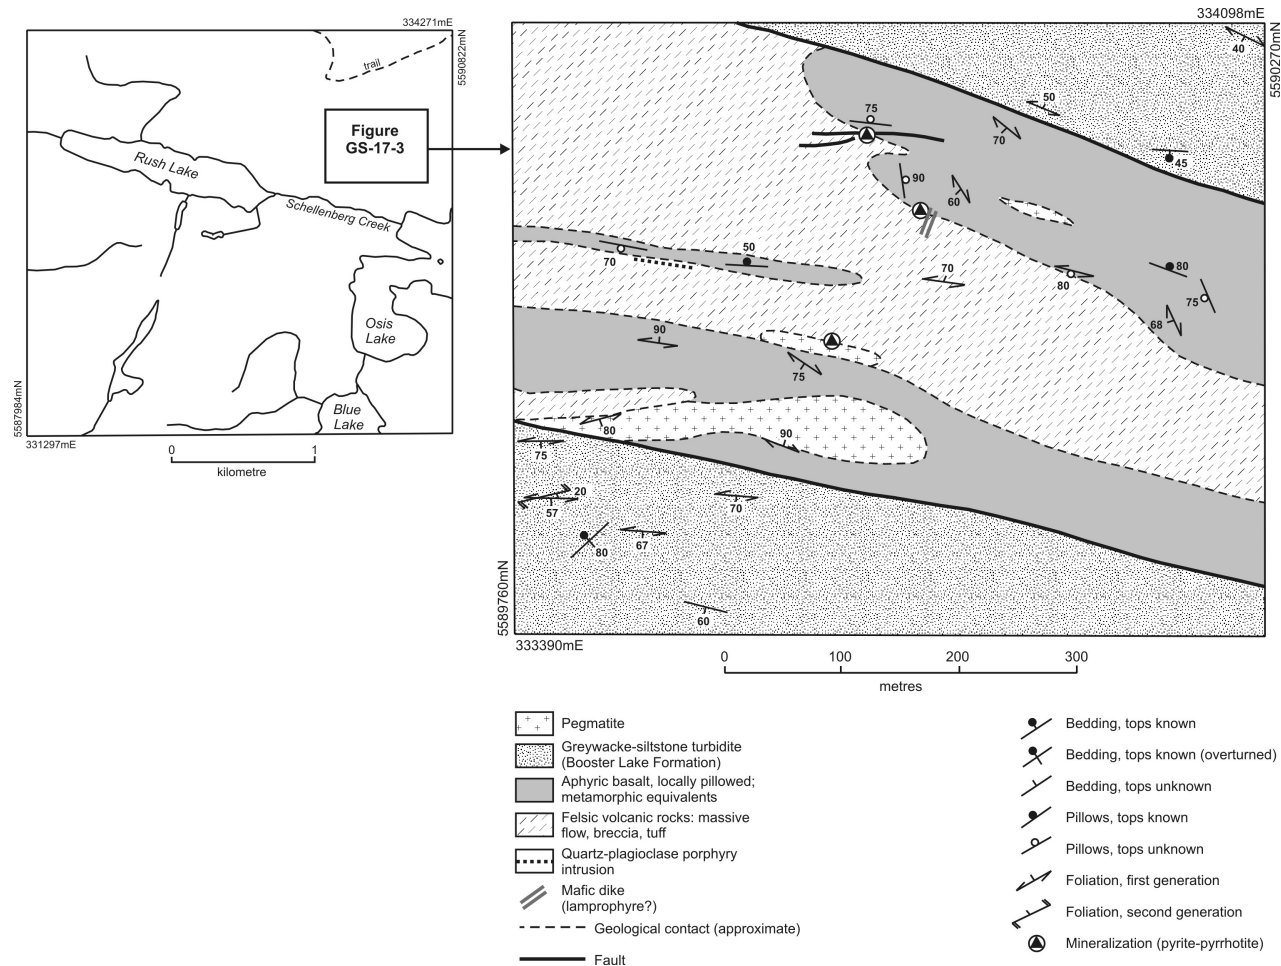 334271mE
5590822mN
trail
Figure
GS-17-3
Rush Lake
Schellenberg Creek
Osis
Lake
Blue
Lake
5587984mN
331297mE
0 1
kilometre
334098mE
5590270mN
40
50
75
70
45
90
60
50
70
70
80
80
75
68
90
75
80
90
75
20
57
70
67
80
60
5589760mN
333390mE
0 100 200 300
metres
Pegmatite
Greywacke-siltstone turbidite
(Booster Lake Formation)
Aphyric basalt, locally pillowed;
metamorphic equivalents
Felsic volcanic rocks: massive
flow, breccia, tuff
Quartz-plagioclase porphyry
intrusion
Mafic dike
(lamprophyre?)
Geological contact (approximate)
Fault
Bedding, tops known
Bedding, tops known (overturned)
Bedding, tops unknown
Pillows, tops known
Pillows, tops unknown
Foliation, first generation
Foliation, second generation
Mineralization (pyrite-pyrrhotite)